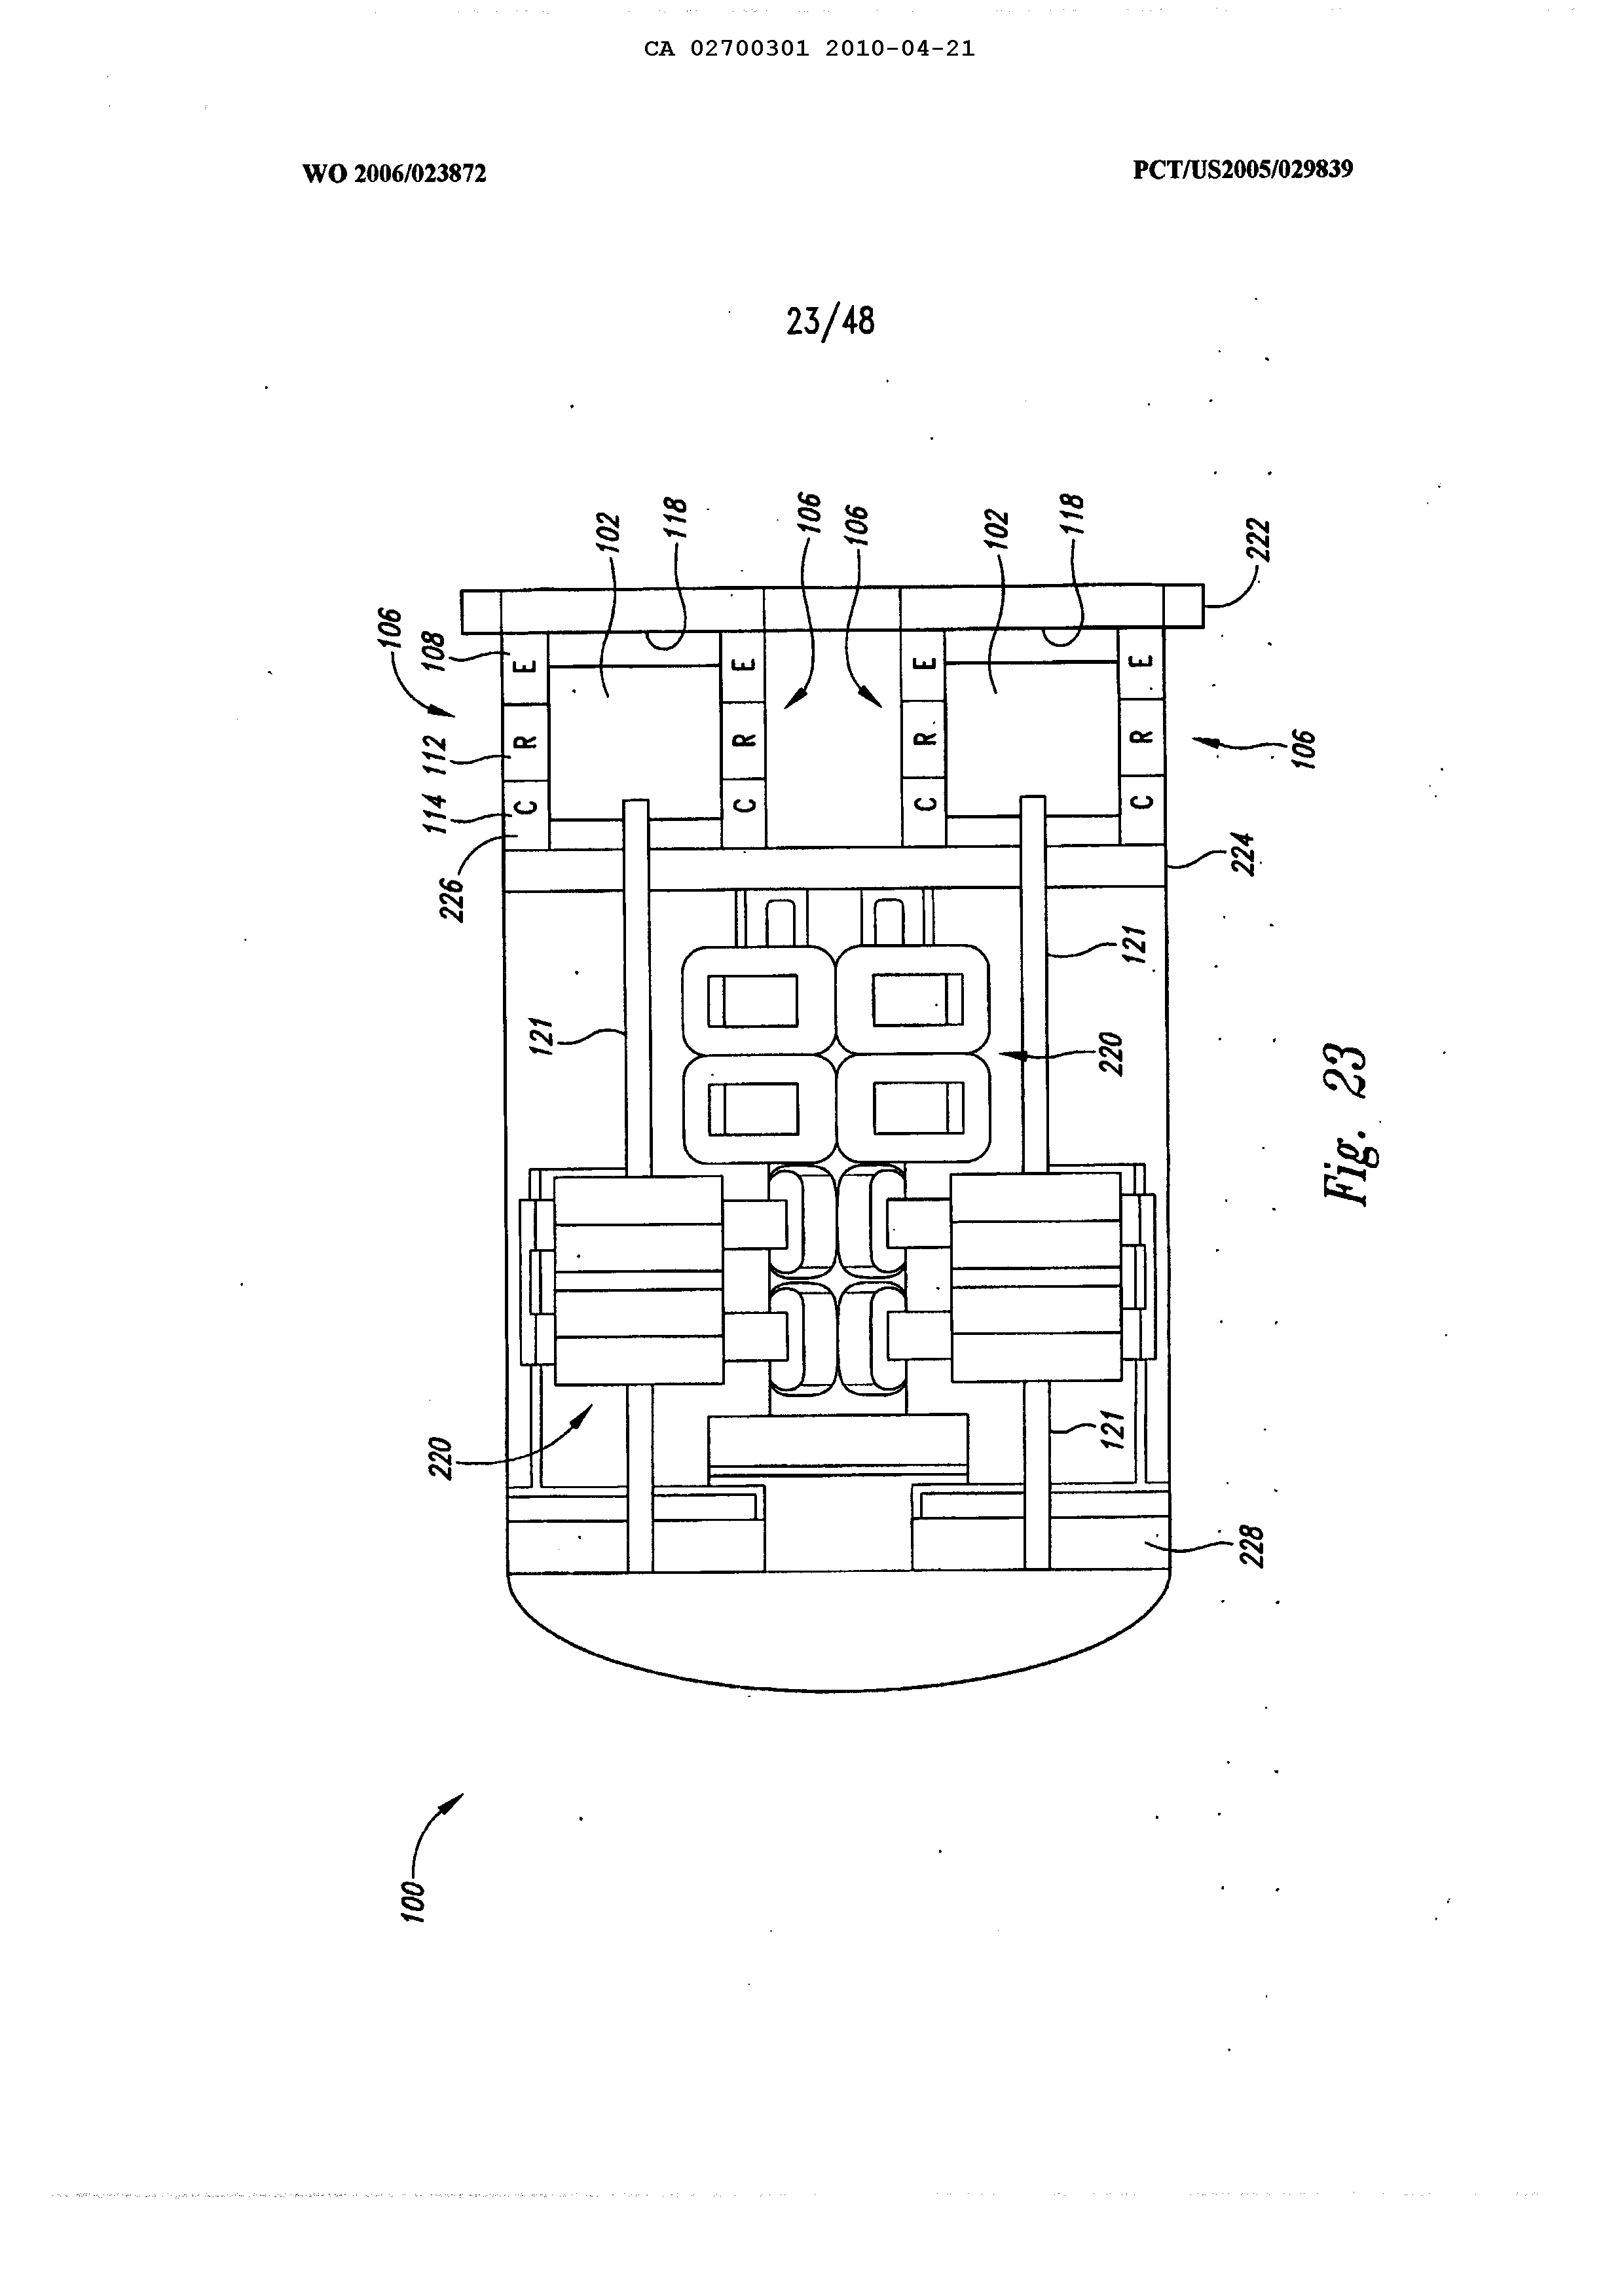 CA 02700301 2010-04-21
WO 2006/023872
PCT/US2005/029839
23/48
106
108
112
114
226
102
118
106
106
102
118
222
E
R
C
E
R
C
E
R
C
E
R
C
106
224
121
121
220
220
121
228
100
Fig. 23